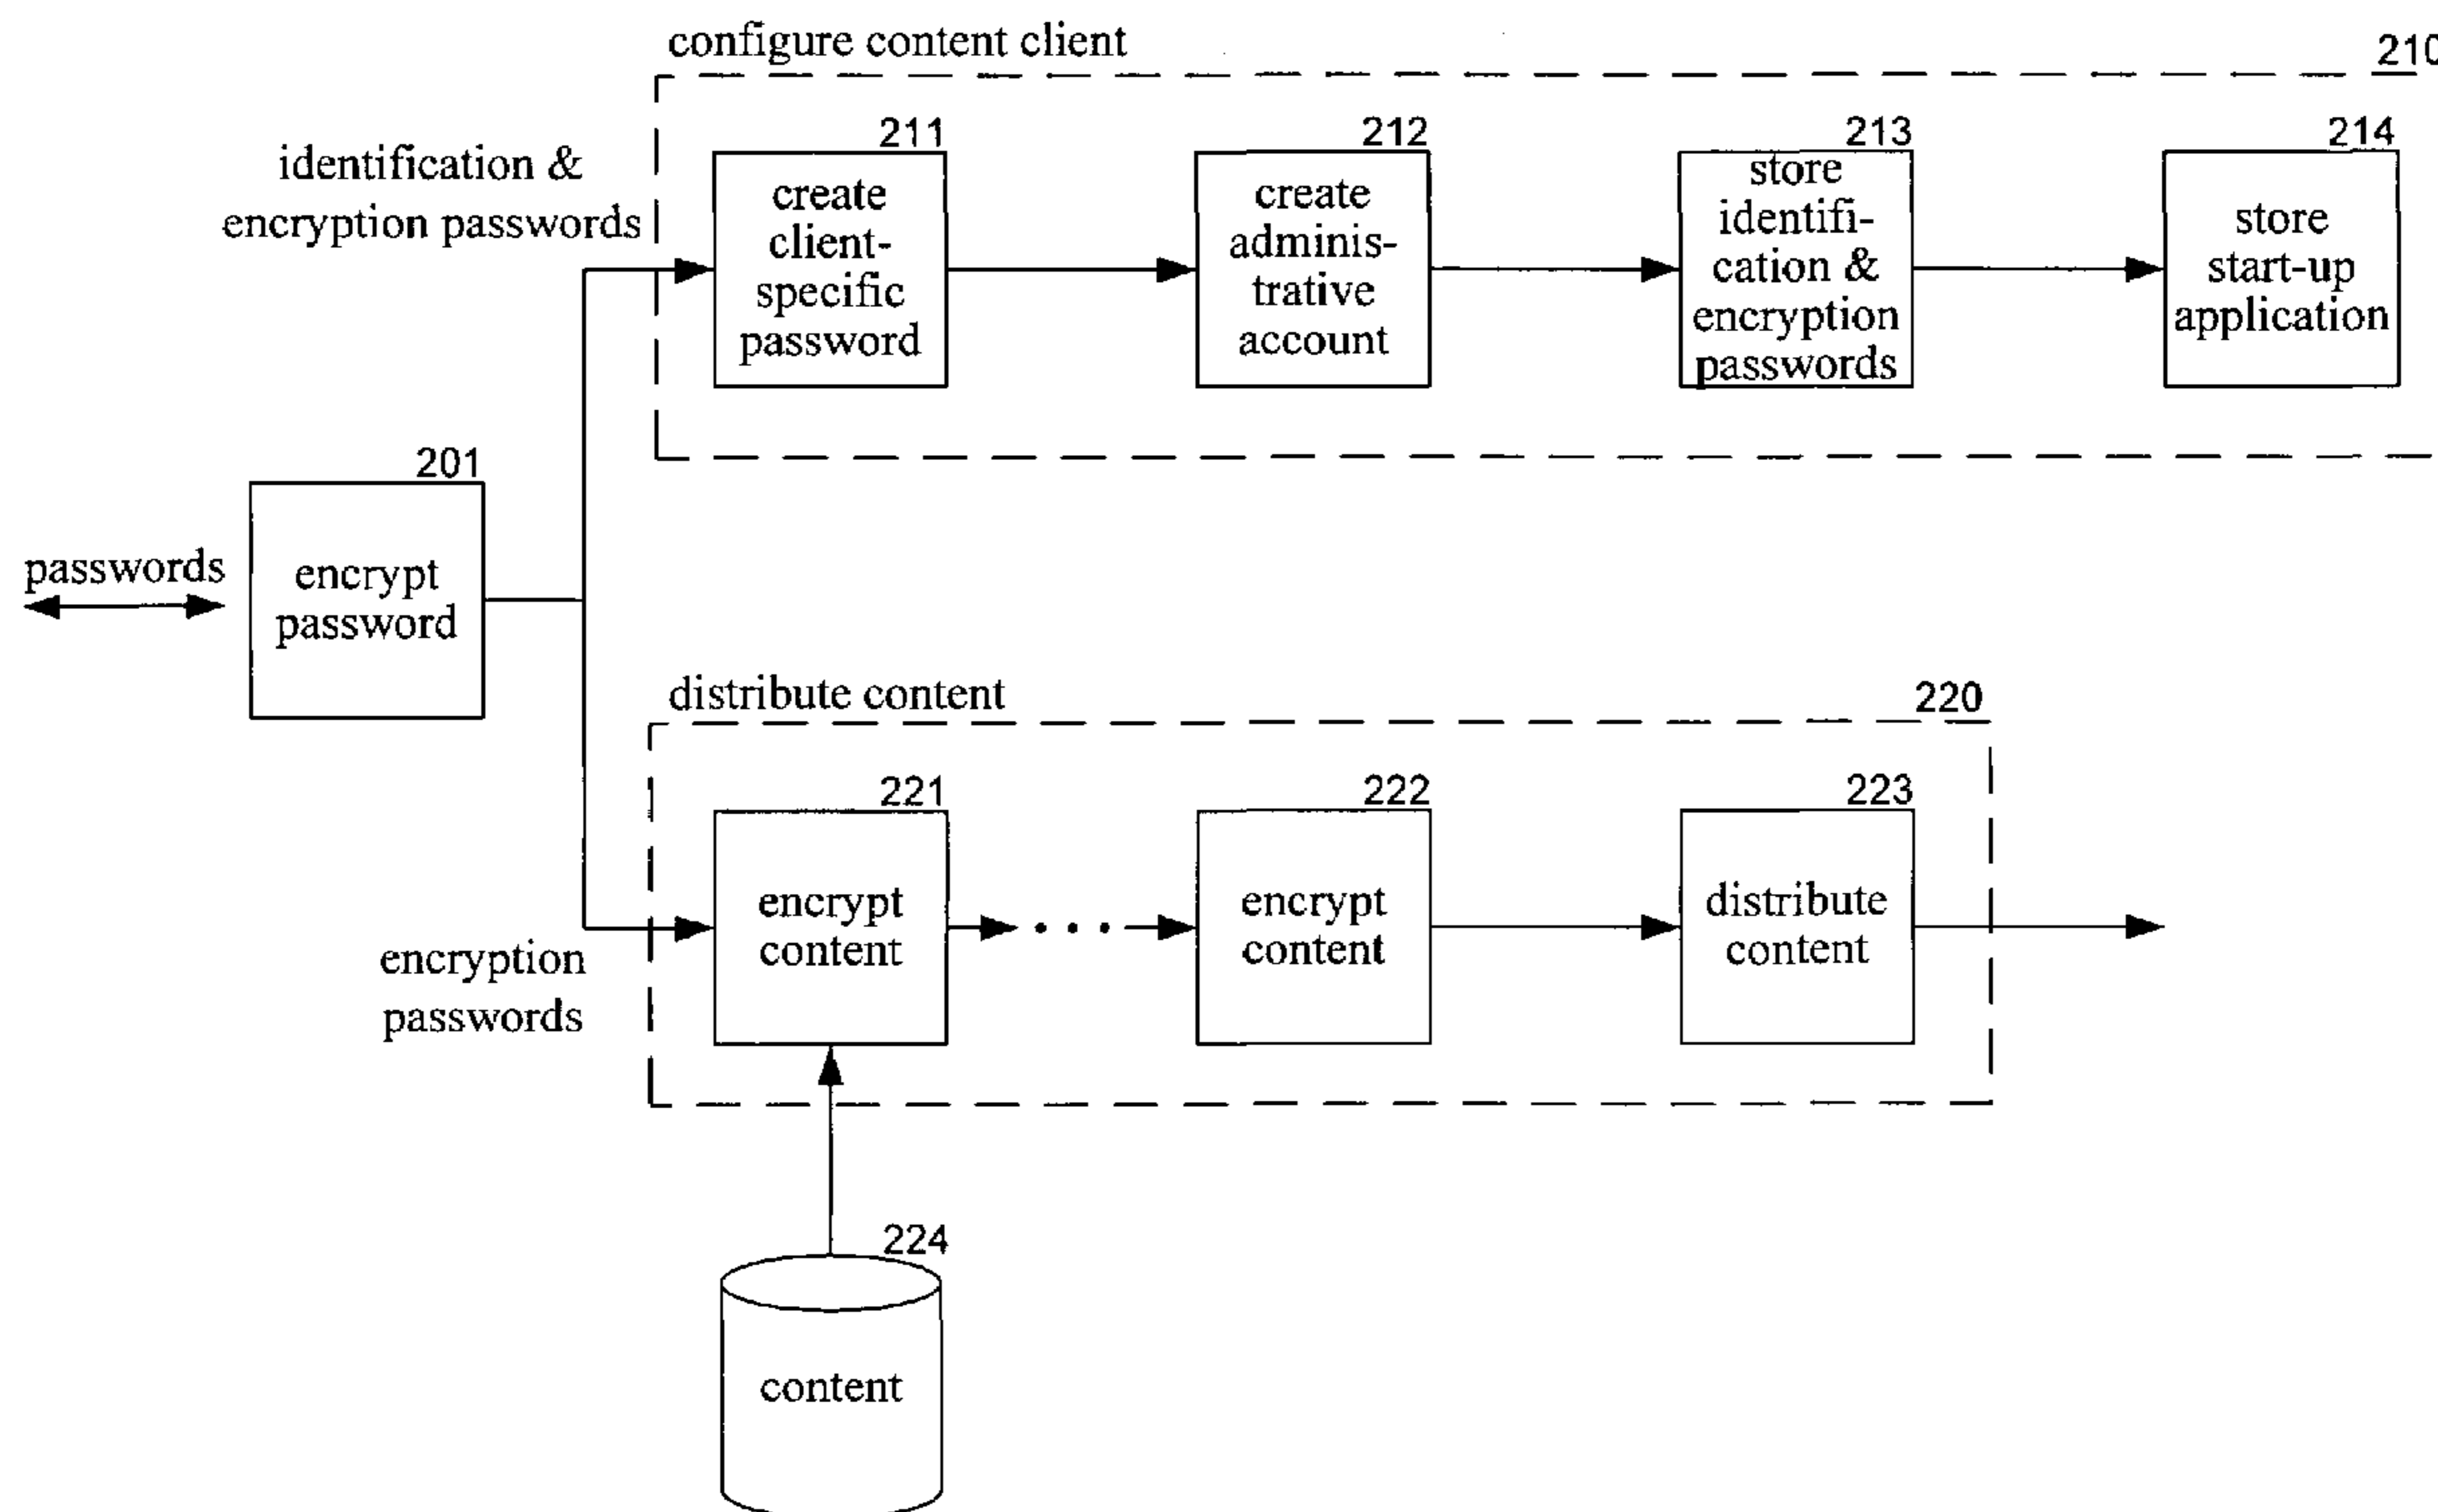 configure content client
210
identification &
encryption passwords
211
create
client-
specific
password
212
create
adminis-
trative
account
213
store
identifi-
cation &
encryption
passwords
214
store
start-up
application
201
passwords
encrypt
password
distribute content
220
encryption
passwords
221
encrypt
content
222
encrypt
content
223
distribute
content
224
content